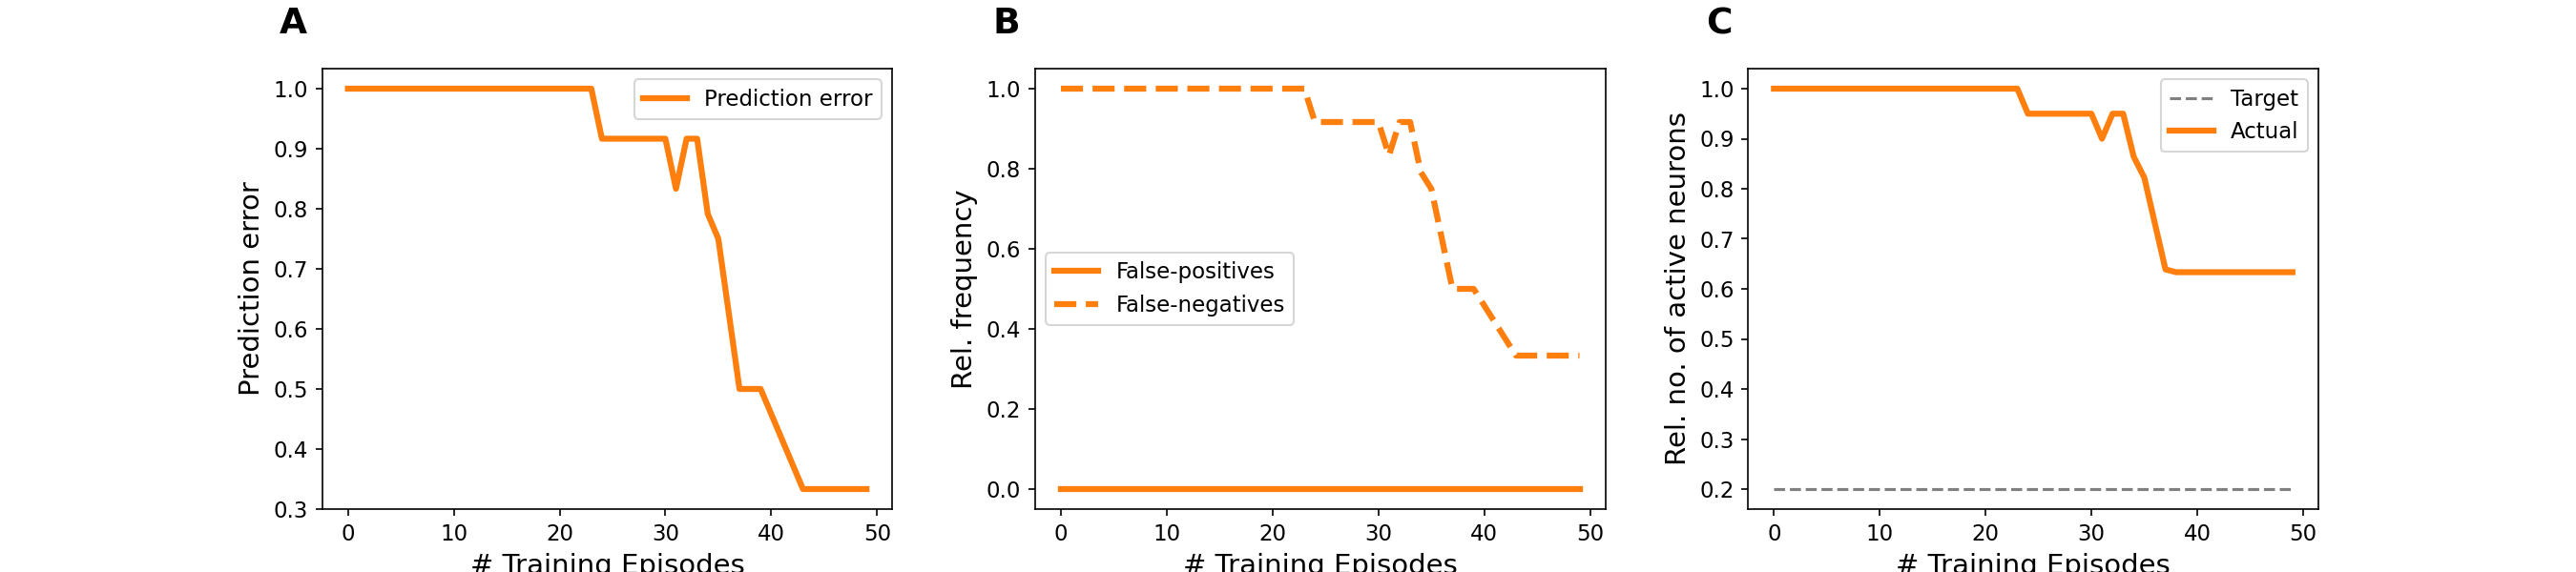 A
B
C
Prediction error
1.0
0.9
0.8
0.7
0.6
0.5
0.4
0.3
Prediction error
0
10
20
30
40
50
# Training Episodes
Rel. frequency
1.0
0.8
0.6
0.4
0.2
0.0
False-positives
False-negatives
0
10
20
30
40
50
# Training Episodes
Rel. no. of active neurons
1.0
0.9
0.8
0.7
0.6
0.5
0.4
0.3
0.2
Target
Actual
0
10
20
30
40
50
# Training Episodes